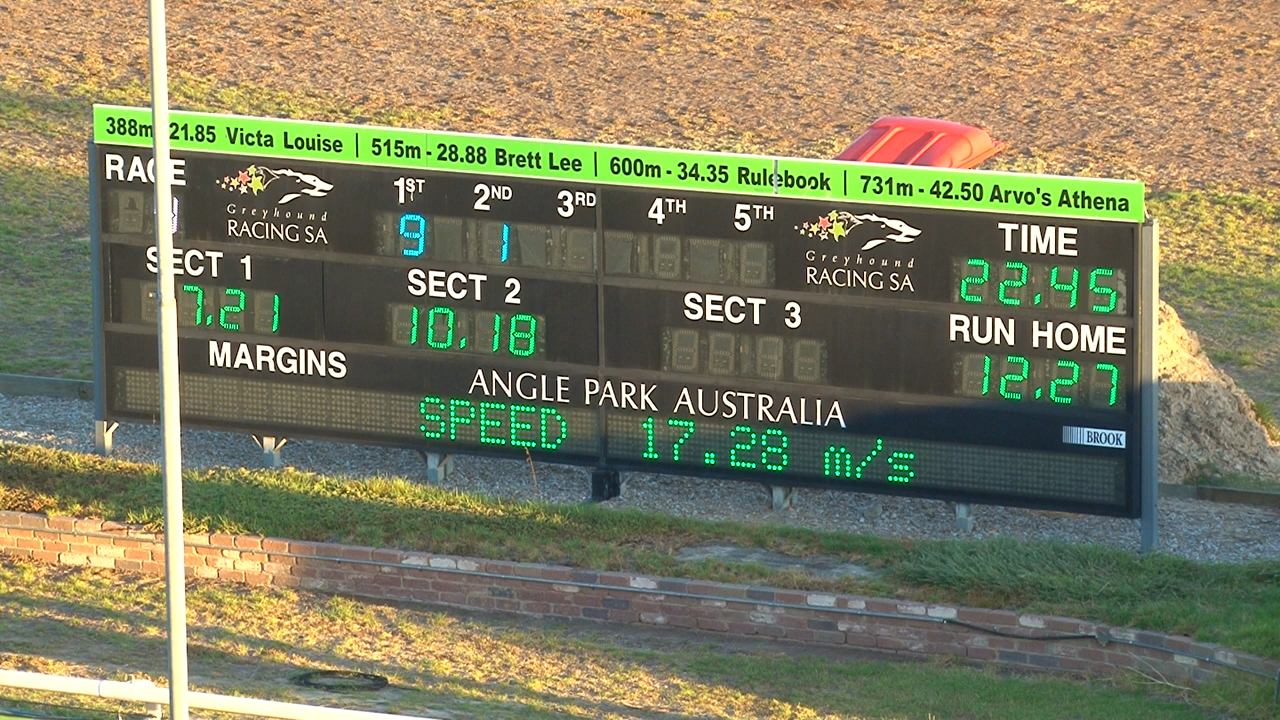 388m 21.85 Victa Louise | 515m - 28.88 Brett Lee | 600m - 34.35 Rulebook | 731m - 42.50 Arvo's Athena
RACE
Greyhound
RACING SA
1ST 2ND 3RD 4TH 5TH
9 1
Greyhound
RACING SA
TIME
22.45
SECT 1
7.21
SECT 2
10.18
SECT 3
RUN HOME
12.27
MARGINS
ANGLE PARK AUSTRALIA
SPEED 17.28 m/s
BROOK